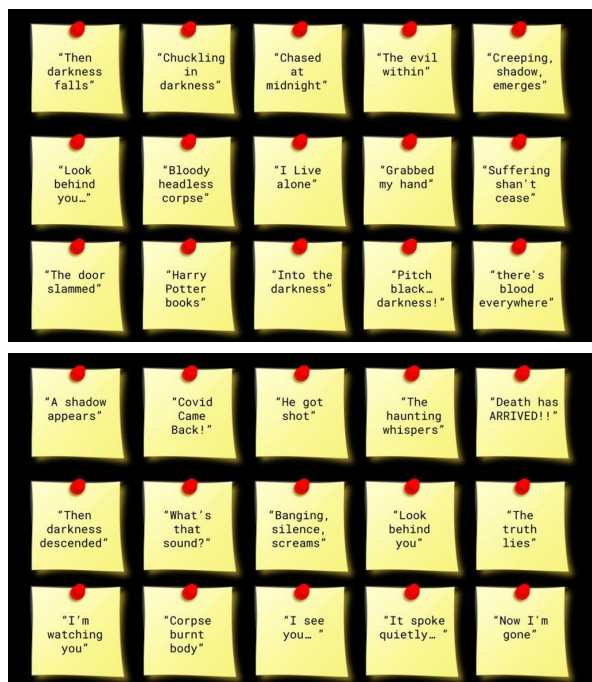 “Then
darkness
falls”
“Chuckling
in
darkness”
“Chased
at
midnight”
“The evil
within”
“Creeping,
shadow,
emerges”
“Look
behind
you…”
“Bloody
headless
corpse”
“I Live
alone”
“Grabbed
my hand”
“Suffering
shan't
cease”
“The door
slammed”
“Harry
Potter
books”
“Into the
darkness”
“Pitch
black…
darkness!”
“there's
blood
everywhere”
“A shadow
appears”
“Covid
Came
Back!”
“He got
shot”
“The
haunting
whispers”
“Death has
ARRIVED!!”
“Then
darkness
descended”
“What’s
that
sound?”
“Banging,
silence,
screams”
“Look
behind
you”
“The
truth
lies”
“I'm
watching
you”
“Corpse
burnt
body”
“I see
you… ”
“It spoke
quietly… ”
“Now I'm
gone”